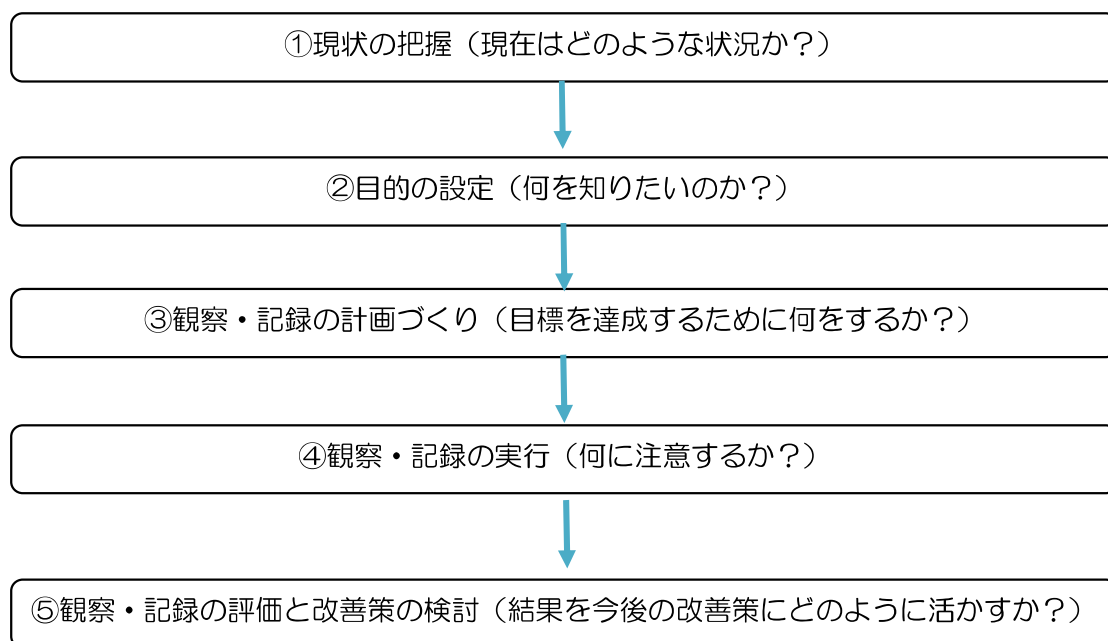 ①現状の把握（現在はどのような状況か？）
②目的の設定（何を知りたいのか？）
③観察・記録の計画づくり（目標を達成するために何をするか？）
④観察・記録の実行（何に注意するか？）
⑤観察・記録の評価と改善策の検討（結果を今後の改善策にどのように活かすか？）